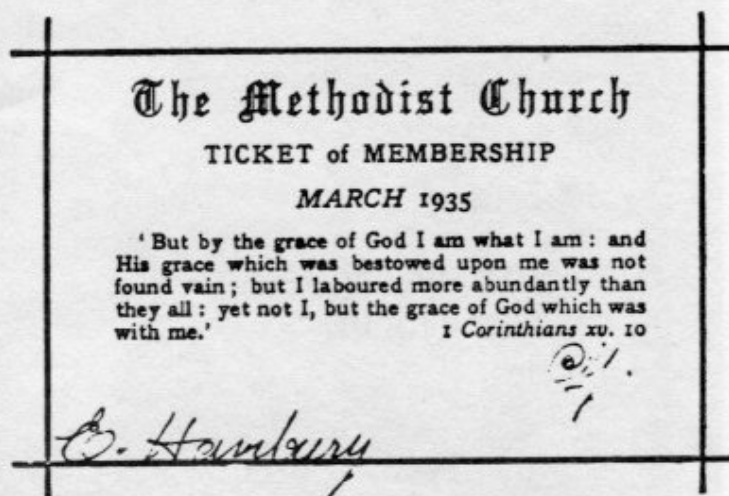 The Methodist Church
TICKET of MEMBERSHIP
MARCH 1935
‘But by the grace of God I am what I am : and
His grace which was bestowed upon me was not
found vain ; but I laboured more abundantly than
they all : yet not I, but the grace of God which was
with me.’ 1 Corinthians xv. 10
E.